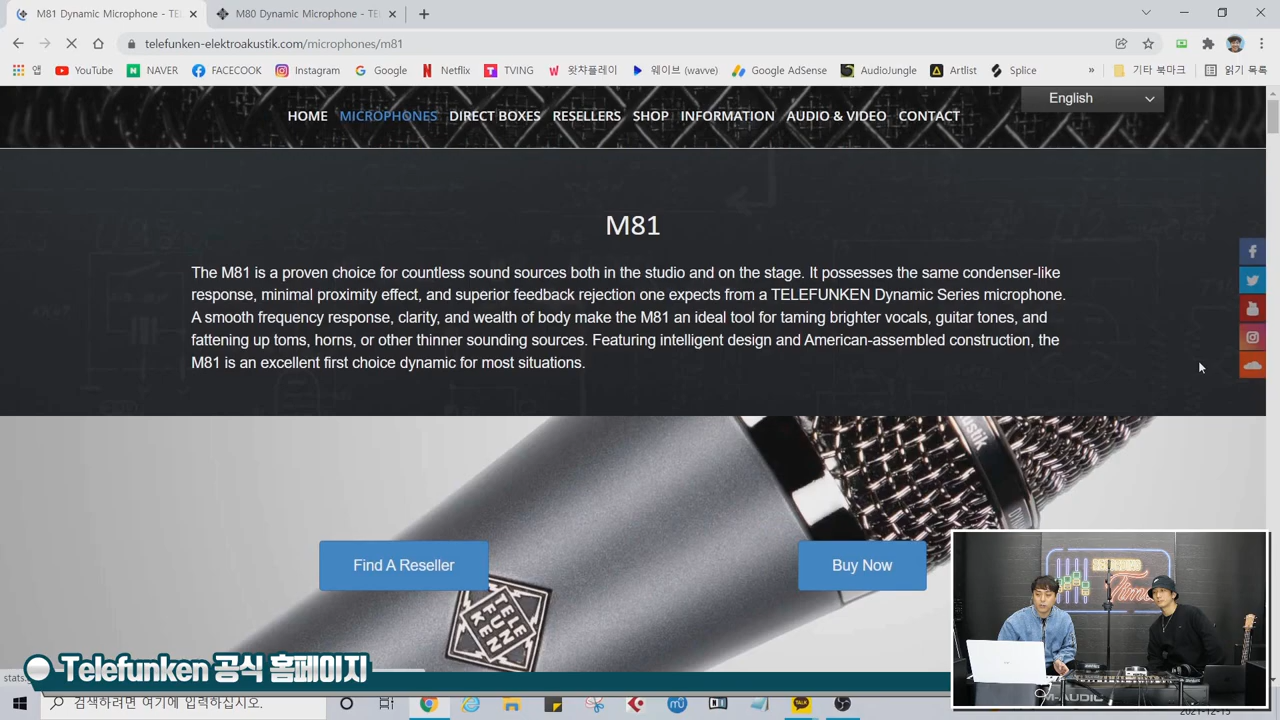 M81 Dynamic Microphone - TE
M80 Dynamic Microphone - TEL
telefunken-elektroakustik.com/microphones/m81
앱 YouTube NAVER FACECOOK Instagram Google Netflix TVING 왓챠플레이 웨이브 (wavve) Google AdSense AudioJungle Artlist Splice » 기타 북마크 읽기 목록
English
HOME MICROPHONES DIRECT BOXES RESELLERS SHOP INFORMATION AUDIO & VIDEO CONTACT
M81
The M81 is a proven choice for countless sound sources both in the studio and on the stage. It possesses the same condenser-like
response, minimal proximity effect, and superior feedback rejection one expects from a TELEFUNKEN Dynamic Series microphone.
A smooth frequency response, clarity, and wealth of body make the M81 an ideal tool for taming brighter vocals, guitar tones, and
fattening up toms, horns, or other thinner sounding sources. Featuring intelligent design and American-assembled construction, the
M81 is an excellent first choice dynamic for most situations.
Find A Reseller
Buy Now
TELE
FUN
KEN
Time
Telefunken 공식 홈페이지
stats.
검색하려면 여기에 입력하십시오.
TALK
M-AUDIO